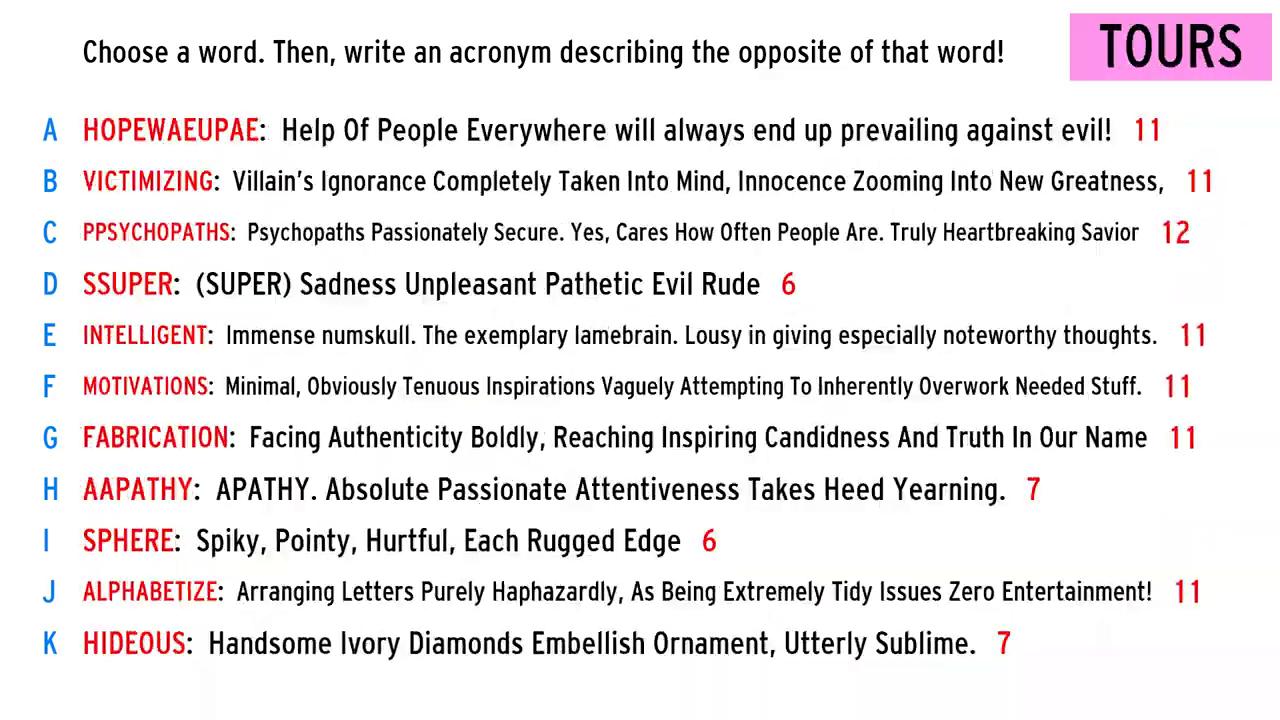 Choose a word. Then, write an acronym describing the opposite of that word!
TOURS
A HOPEWAEUPAE: Help Of People Everywhere will always end up prevailing against evil! 11
B VICTIMIZING: Villain's Ignorance Completely Taken Into Mind, Innocence Zooming Into New Greatness, 11
C PPSYCHOPATHS: Psychopaths Passionately Secure. Yes, Cares How Often People Are. Truly Heartbreaking Savior 12
D SSUPER: (SUPER) Sadness Unpleasant Pathetic Evil Rude 6
E INTELLIGENT: Immense numskull. The exemplary lamebrain. Lousy in giving especially noteworthy thoughts. 11
F MOTIVATIONS: Minimal, Obviously Tenuous Inspirations Vaguely Attempting To Inherently Overwork Needed Stuff. 11
G FABRICATION: Facing Authenticity Boldly, Reaching Inspiring Candidness And Truth In Our Name 11
H AAPATHY: APATHY. Absolute Passionate Attentiveness Takes Heed Yearning. 7
I SPHERE: Spiky, Pointy, Hurtful, Each Rugged Edge 6
J ALPHABETIZE: Arranging Letters Purely Haphazardly, As Being Extremely Tidy Issues Zero Entertainment! 11
K HIDEOUS: Handsome Ivory Diamonds Embellish Ornament, Utterly Sublime. 7